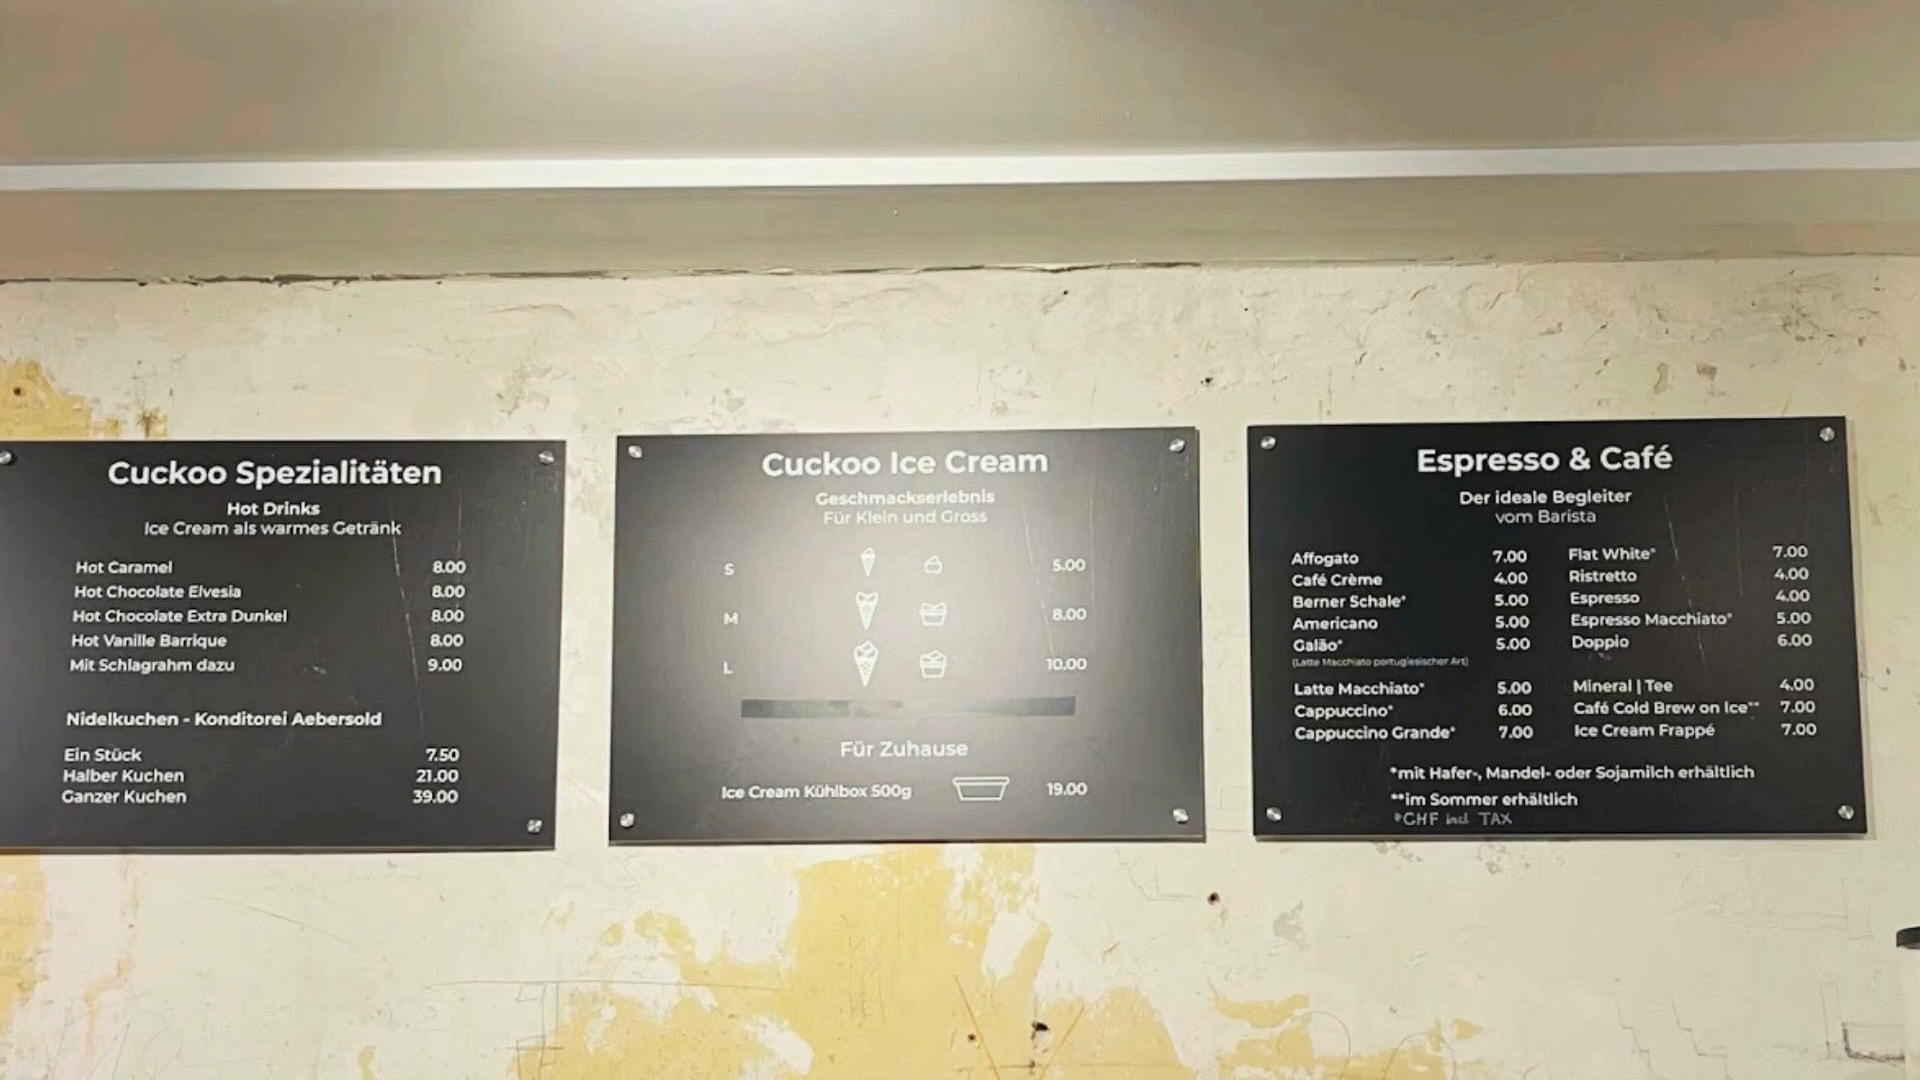 Cuckoo Spezialitäten
Hot Drinks
Ice Cream als warmes Getränk
Hot Caramel 8.00
Hot Chocolate Elvesia 8.00
Hot Chocolate Extra Dunkel 8.00
Hot Vanille Barrique 8.00
Mit Schlagrahm dazu 9.00
Nidelkuchen - Konditorei Aebersold
Ein Stück 7.50
Halber Kuchen 21.00
Ganzer Kuchen 39.00
Cuckoo Ice Cream
Geschmackserlebnis
Für Klein und Gross
S 5.00
M 8.00
L 10.00
Für Zuhause
Ice Cream Kühlbox 500g 19.00
Espresso & Café
Der ideale Begleiter
vom Barista
Affogato 7.00
Café Crème 4.00
Berner Schale* 5.00
Americano 5.00
Galão* 5.00
(Latte Macchiato portugiesischer Art)
Latte Macchiato* 5.00
Cappuccino* 6.00
Cappuccino Grande* 7.00
Flat White* 7.00
Ristretto 4.00
Espresso 4.00
Espresso Macchiato* 5.00
Doppio 6.00
Mineral | Tee 4.00
Café Cold Brew on Ice** 7.00
Ice Cream Frappé 7.00
*mit Hafer-, Mandel- oder Sojamilch erhältlich
**im Sommer erhältlich
*CHF incl TAX